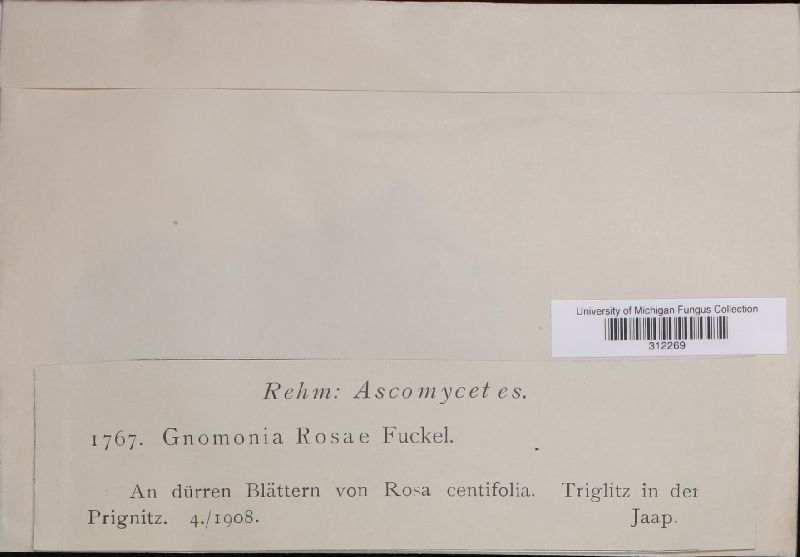 University of Michigan Fungus Collection
312269
Rehm: Ascomycetes.
1767. Gnomonia Rosae Fuckel.
An dürren Blättern von Rosa centifolia. Triglitz in der
Prignitz. 4./1908. Jaap.